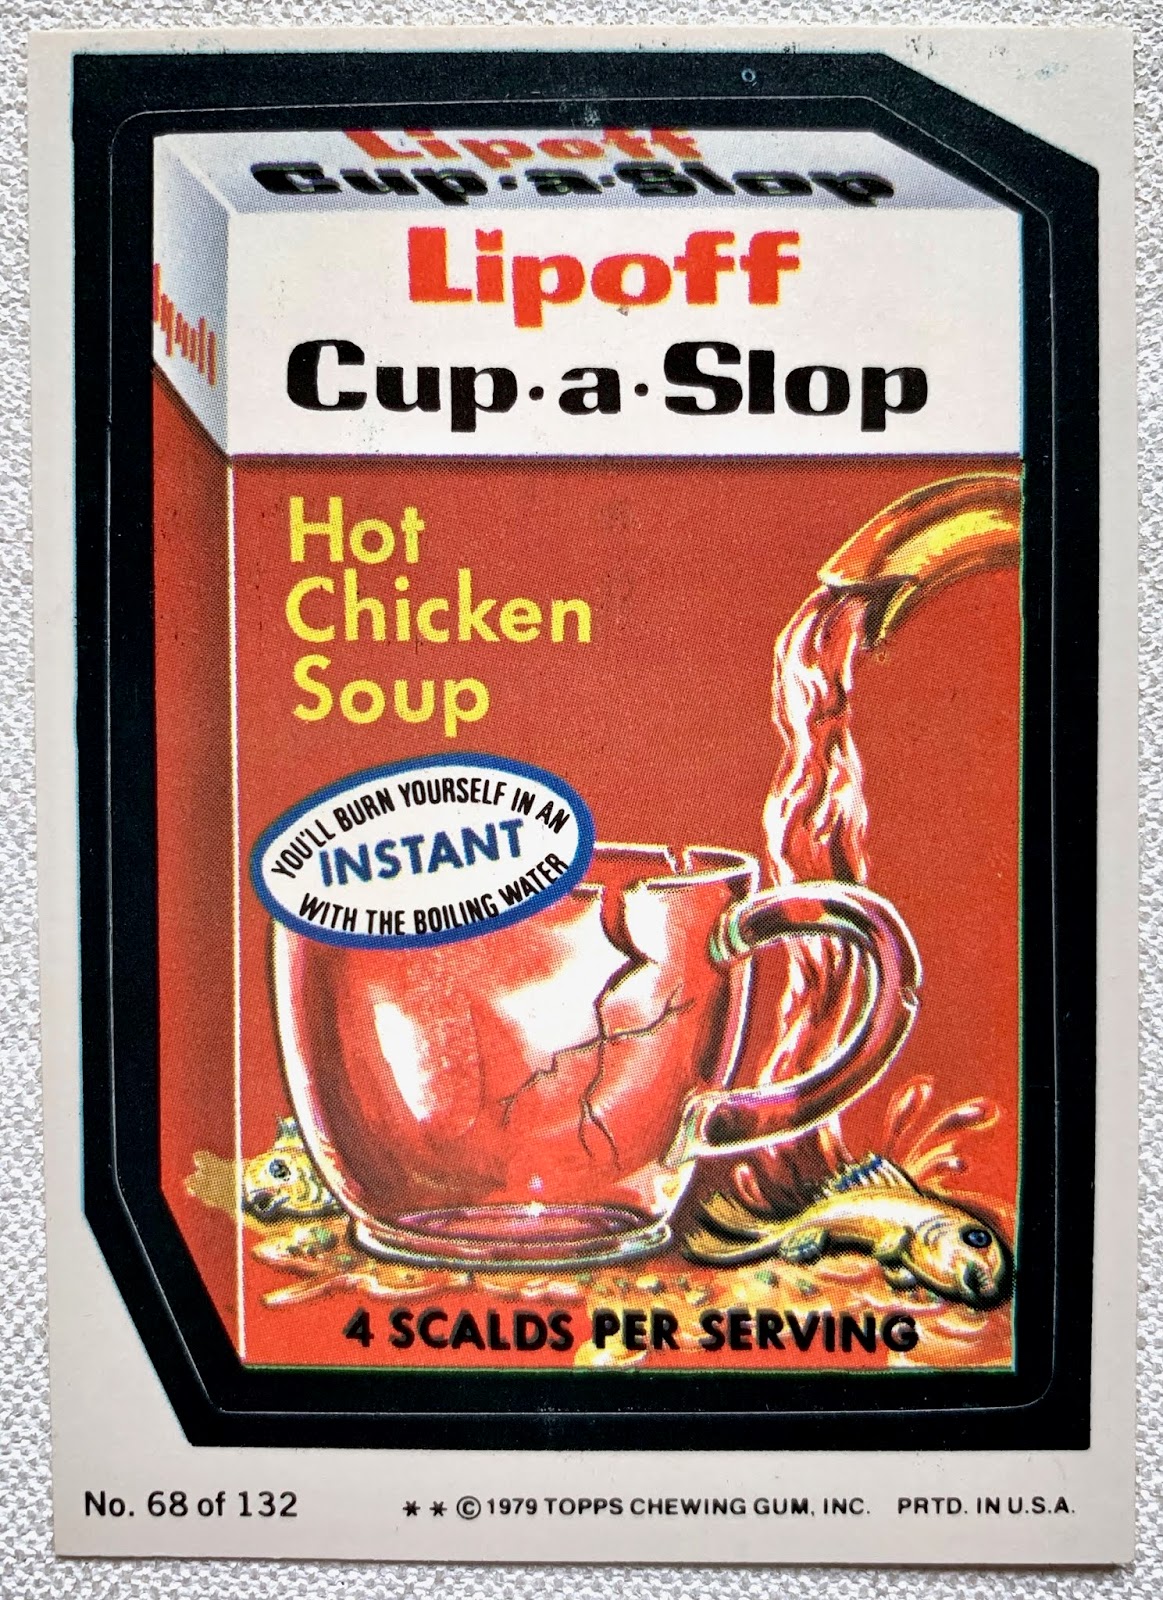 Lipoff
Cup·a·Slop
Lipoff
Cup·a·Slop
Hot
Chicken
Soup
YOU'LL BURN YOURSELF IN AN
INSTANT
WITH THE BOILING WATER
4 SCALDS PER SERVING
No. 68 of 132
** © 1979 TOPPS CHEWING GUM, INC. PRTD. IN U.S.A.